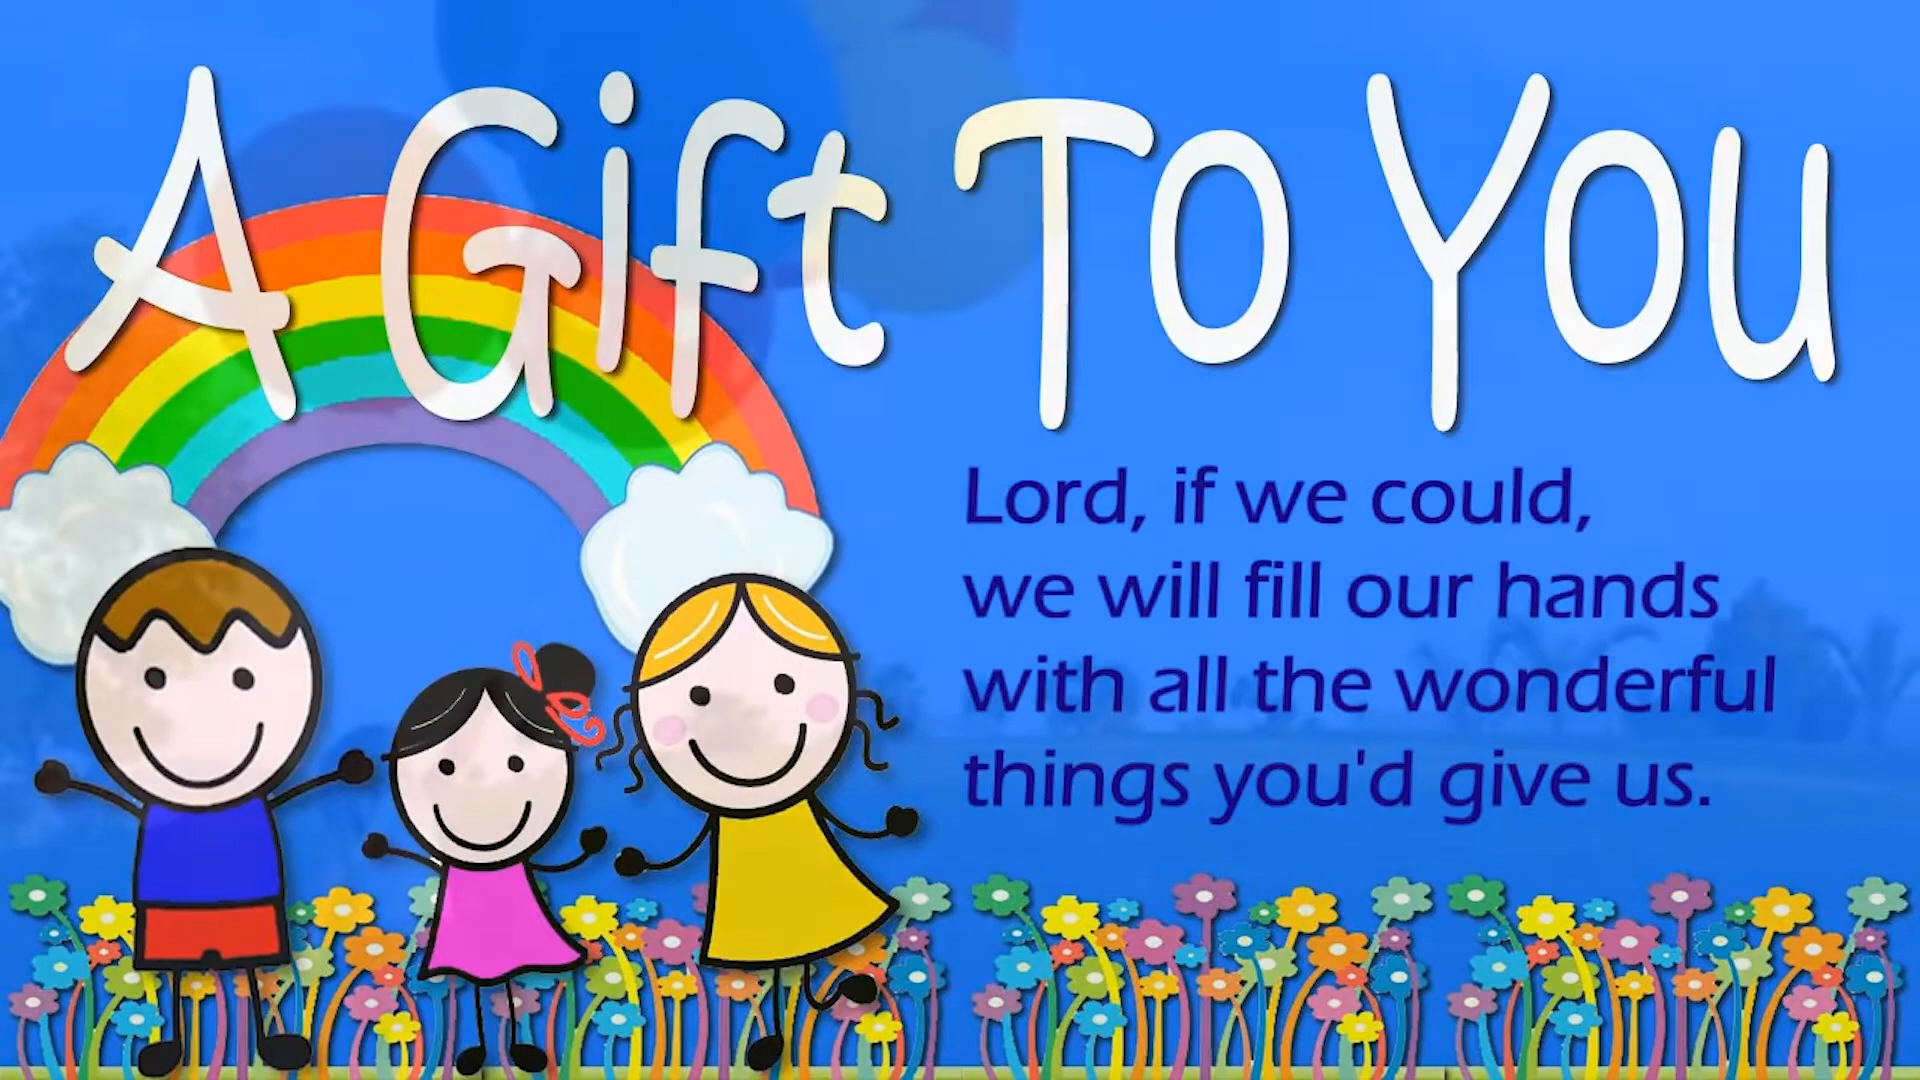 A Gift To You
Lord, if we could,
we will fill our hands
with all the wonderful
things you'd give us.